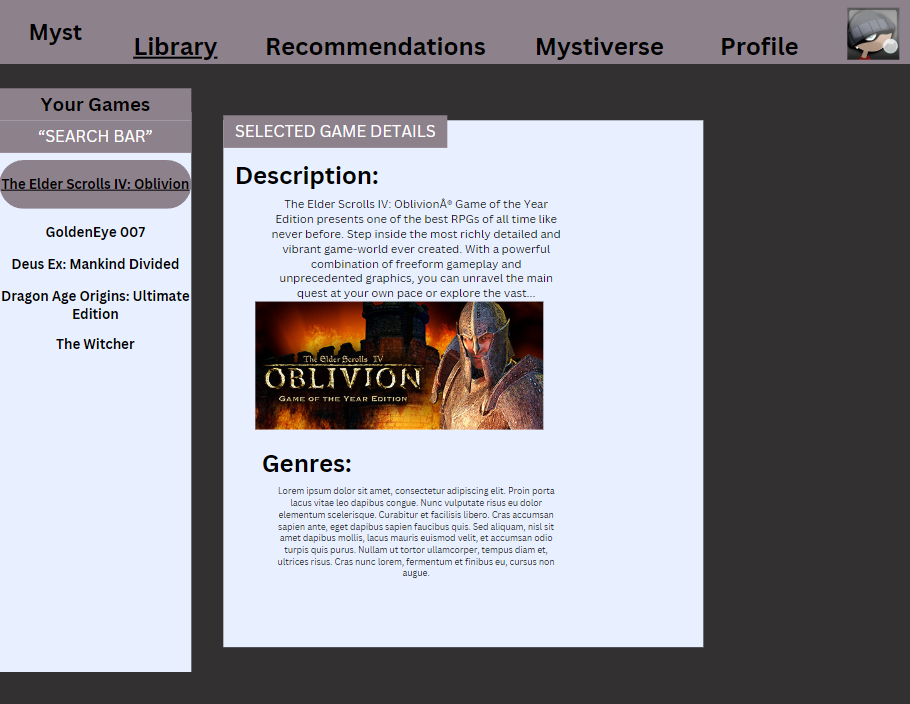 Myst
Library
Recommendations
Mystiverse
Profile
Your Games
“SEARCH BAR”
The Elder Scrolls IV: Oblivion
GoldenEye 007
Deus Ex: Mankind Divided
Dragon Age Origins: Ultimate
Edition
The Witcher
SELECTED GAME DETAILS
Description:
The Elder Scrolls IV: OblivionÂ® Game of the Year
Edition presents one of the best RPGs of all time like
never before. Step inside the most richly detailed and
vibrant game-world ever created. With a powerful
combination of freeform gameplay and
unprecedented graphics, you can unravel the main
quest at your own pace or explore the vast...
The Elder Scrolls IV
OBLIVION
GAME OF THE YEAR EDITION
Genres:
Lorem ipsum dolor sit amet, consectetur adipiscing elit. Proin porta
lacus vitae leo dapibus congue. Nunc vulputate risus eu dolor
elementum scelerisque. Curabitur et facilisis libero. Cras accumsan
sapien ante, eget dapibus sapien faucibus quis. Sed aliquam, nisl sit
amet dapibus mollis, lacus mauris euismod velit, et accumsan odio
turpis quis purus. Nullam ut tortor ullamcorper, tempus diam et,
ultrices risus. Cras nunc lorem, fermentum et finibus eu, cursus non
augue.